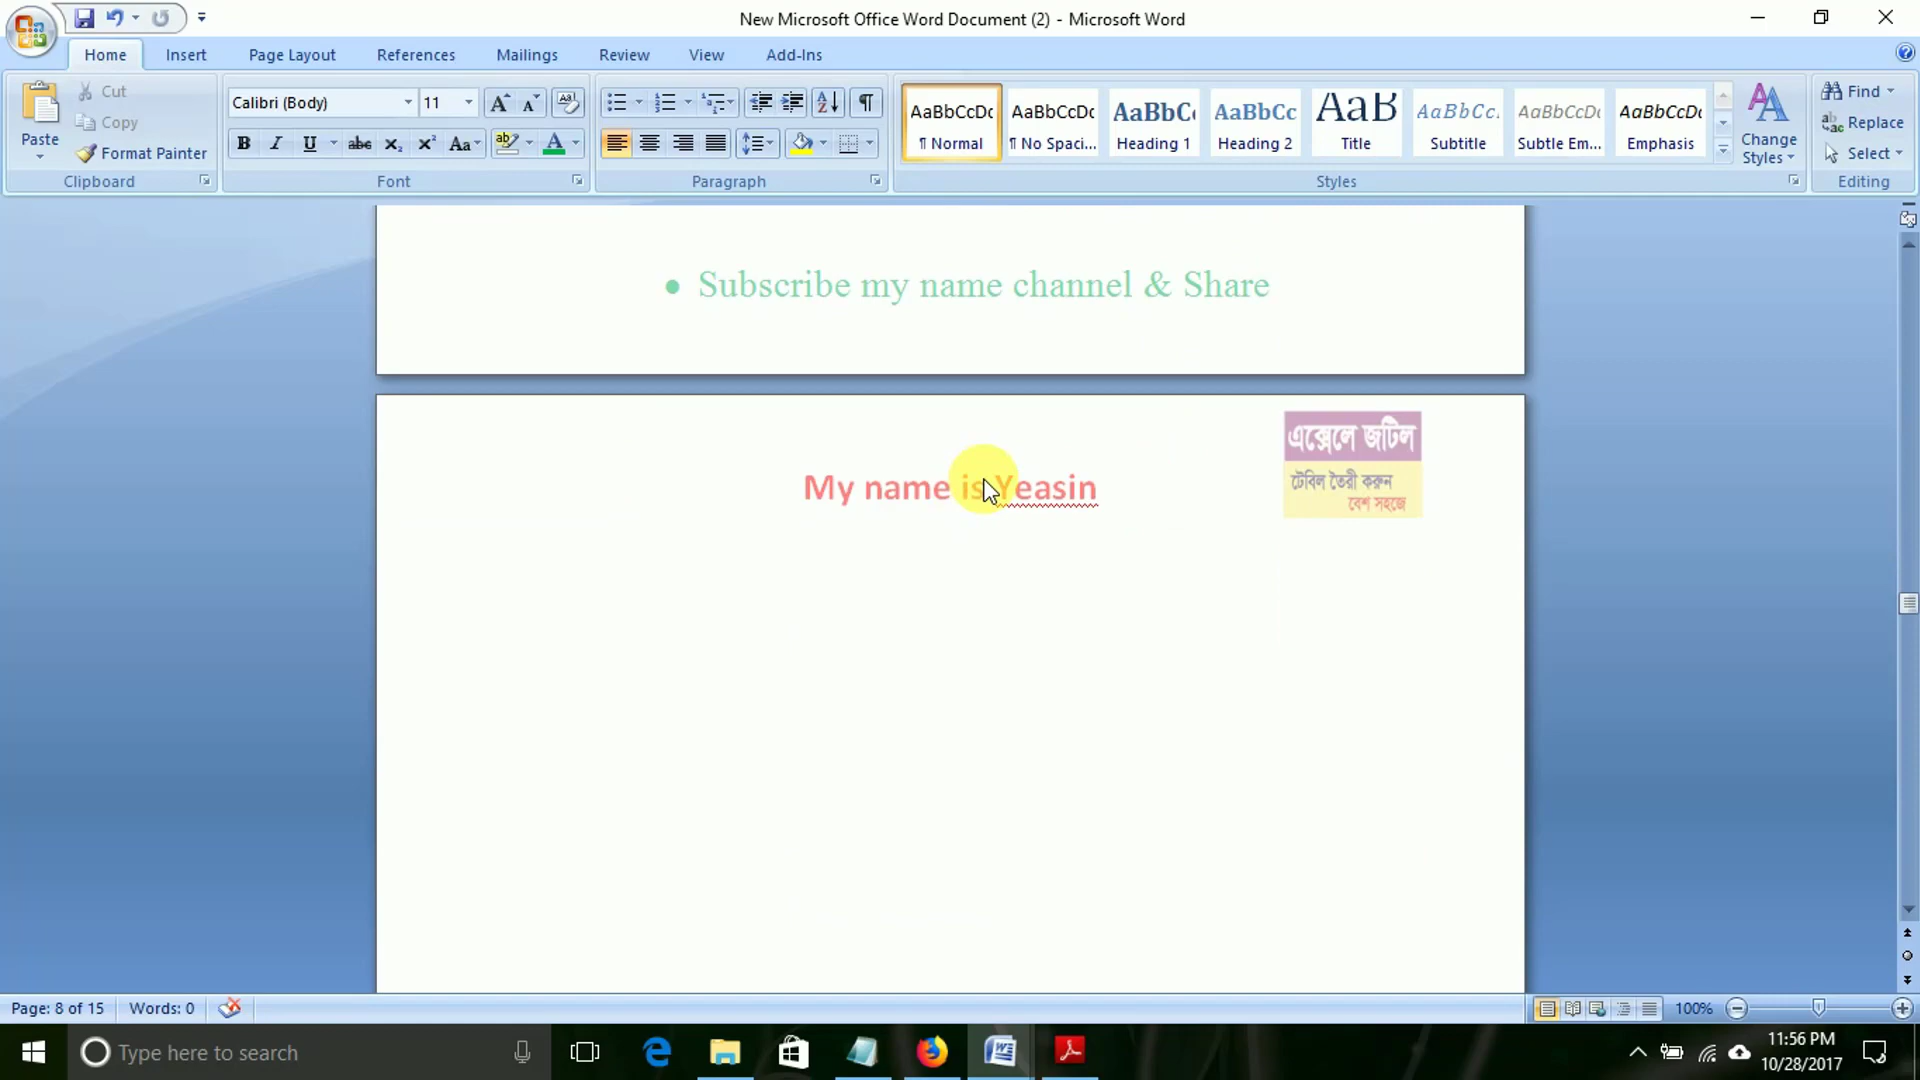 New Microsoft Office Word Document (2) - Microsoft Word
Home Insert Page Layout References Mailings Review View Add-Ins
Paste
Cut
Copy
Format Painter
Clipboard
Calibri (Body) 11
Font
Paragraph
AaBbCcDc AaBbCcDc AaBbC AaBbCc AaB AaBbCc. AaBbCcDc AaBbCcDc
¶ Normal ¶ No Spaci... Heading 1 Heading 2 Title Subtitle Subtle Em... Emphasis
Change Styles
Styles
Find
Replace
Select
Editing
• Subscribe my name channel & Share
My name is Yeasin
এক্সেলে জটিল
টেবিল তৈরী করুন
বেশ সহজে
Page: 8 of 15 Words: 0 100%
Type here to search
11:56 PM
10/28/2017